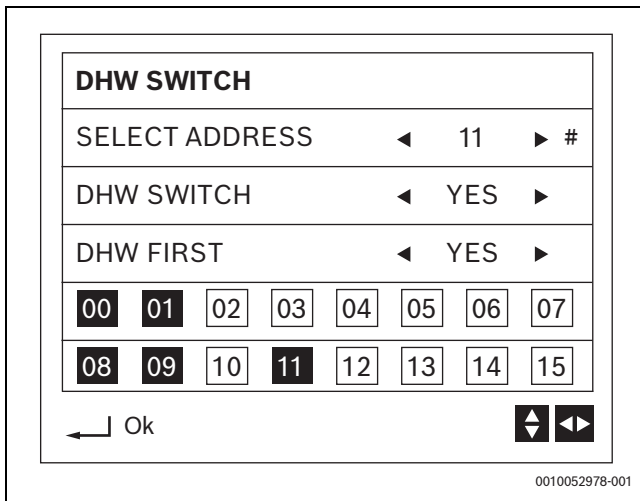 DHW SWITCH
SELECT ADDRESS ◄ 11 ► #
DHW SWITCH ◄ YES ►
DHW FIRST ◄ YES ►
00 01 02 03 04 05 06 07
08 09 10 11 12 13 14 15
Ok
0010052978-001